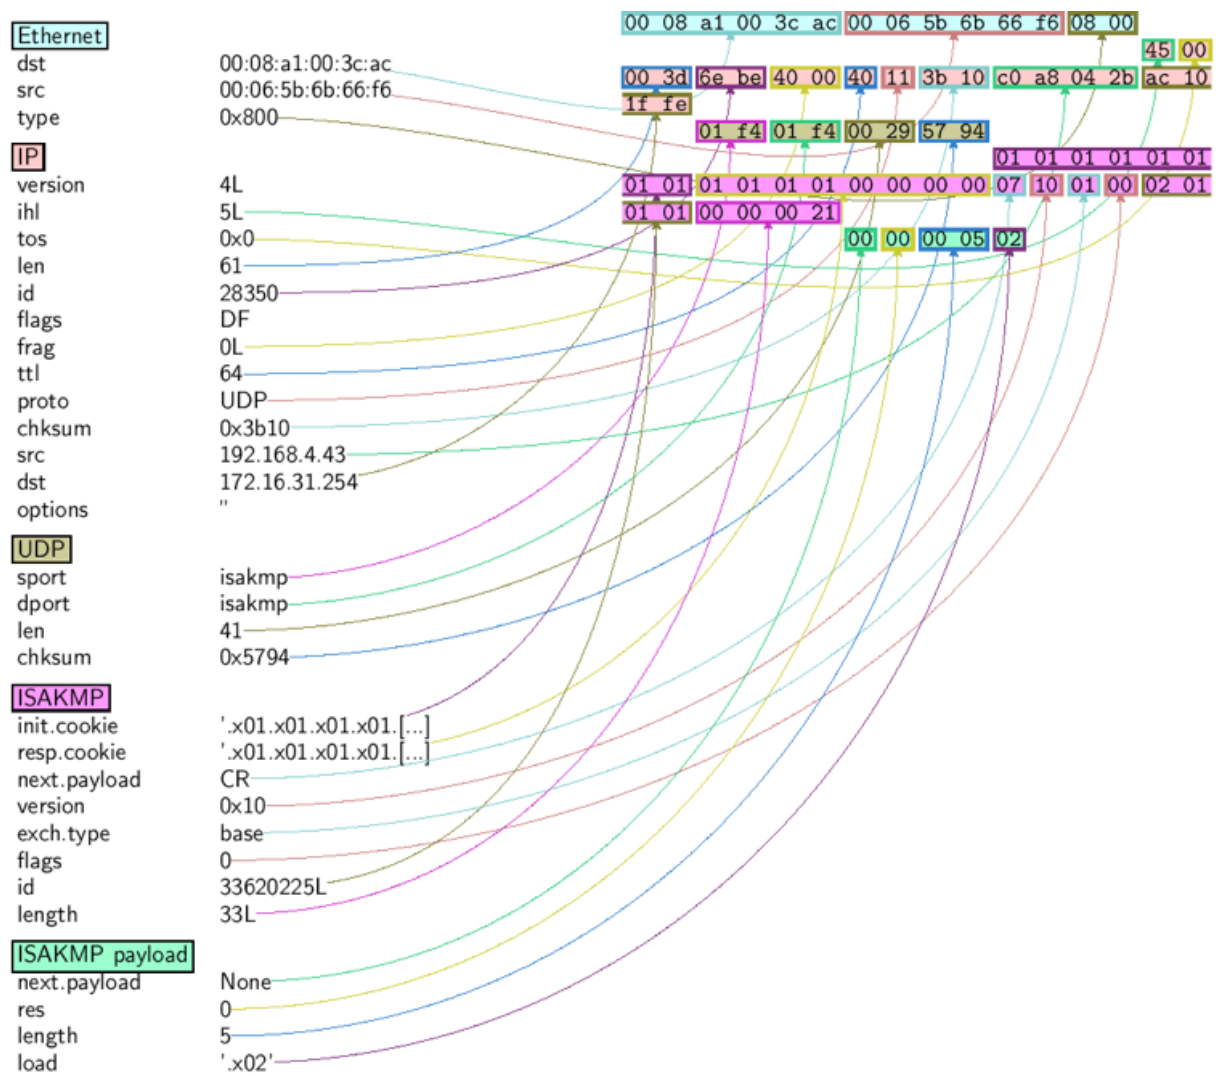 Ethernet
dst 00:08:a1:00:3c:ac
src 00:06:5b:6b:66:f6
type 0x800
IP
version 4L
ihl 5L
tos 0x0
len 61
id 28350
flags DF
frag 0L
ttl 64
proto UDP
chksum 0x3b10
src 192.168.4.43
dst 172.16.31.254
options ''
UDP
sport isakmp
dport isakmp
len 41
chksum 0x5794
ISAKMP
init.cookie '.x01.x01.x01.x01.[...]
resp.cookie '.x01.x01.x01.x01.[...]
next.payload CR
version 0x10
exch.type base
flags 0
id 33620225L
length 33L
ISAKMP payload
next.payload None
res 0
length 5
load '.x02'
00 08 a1 00 3c ac 00 06 5b 6b 66 f6 08 00
45 00
00 3d 6e be 40 00 40 11 3b 10 c0 a8 04 2b ac 10
1f fe
01 f4 01 f4 00 29 57 94
01 01 01 01 01 01
01 01 01 01 01 01 00 00 00 00 07 10 01 00 02 01
01 01 00 00 00 21
00 00 00 05 02